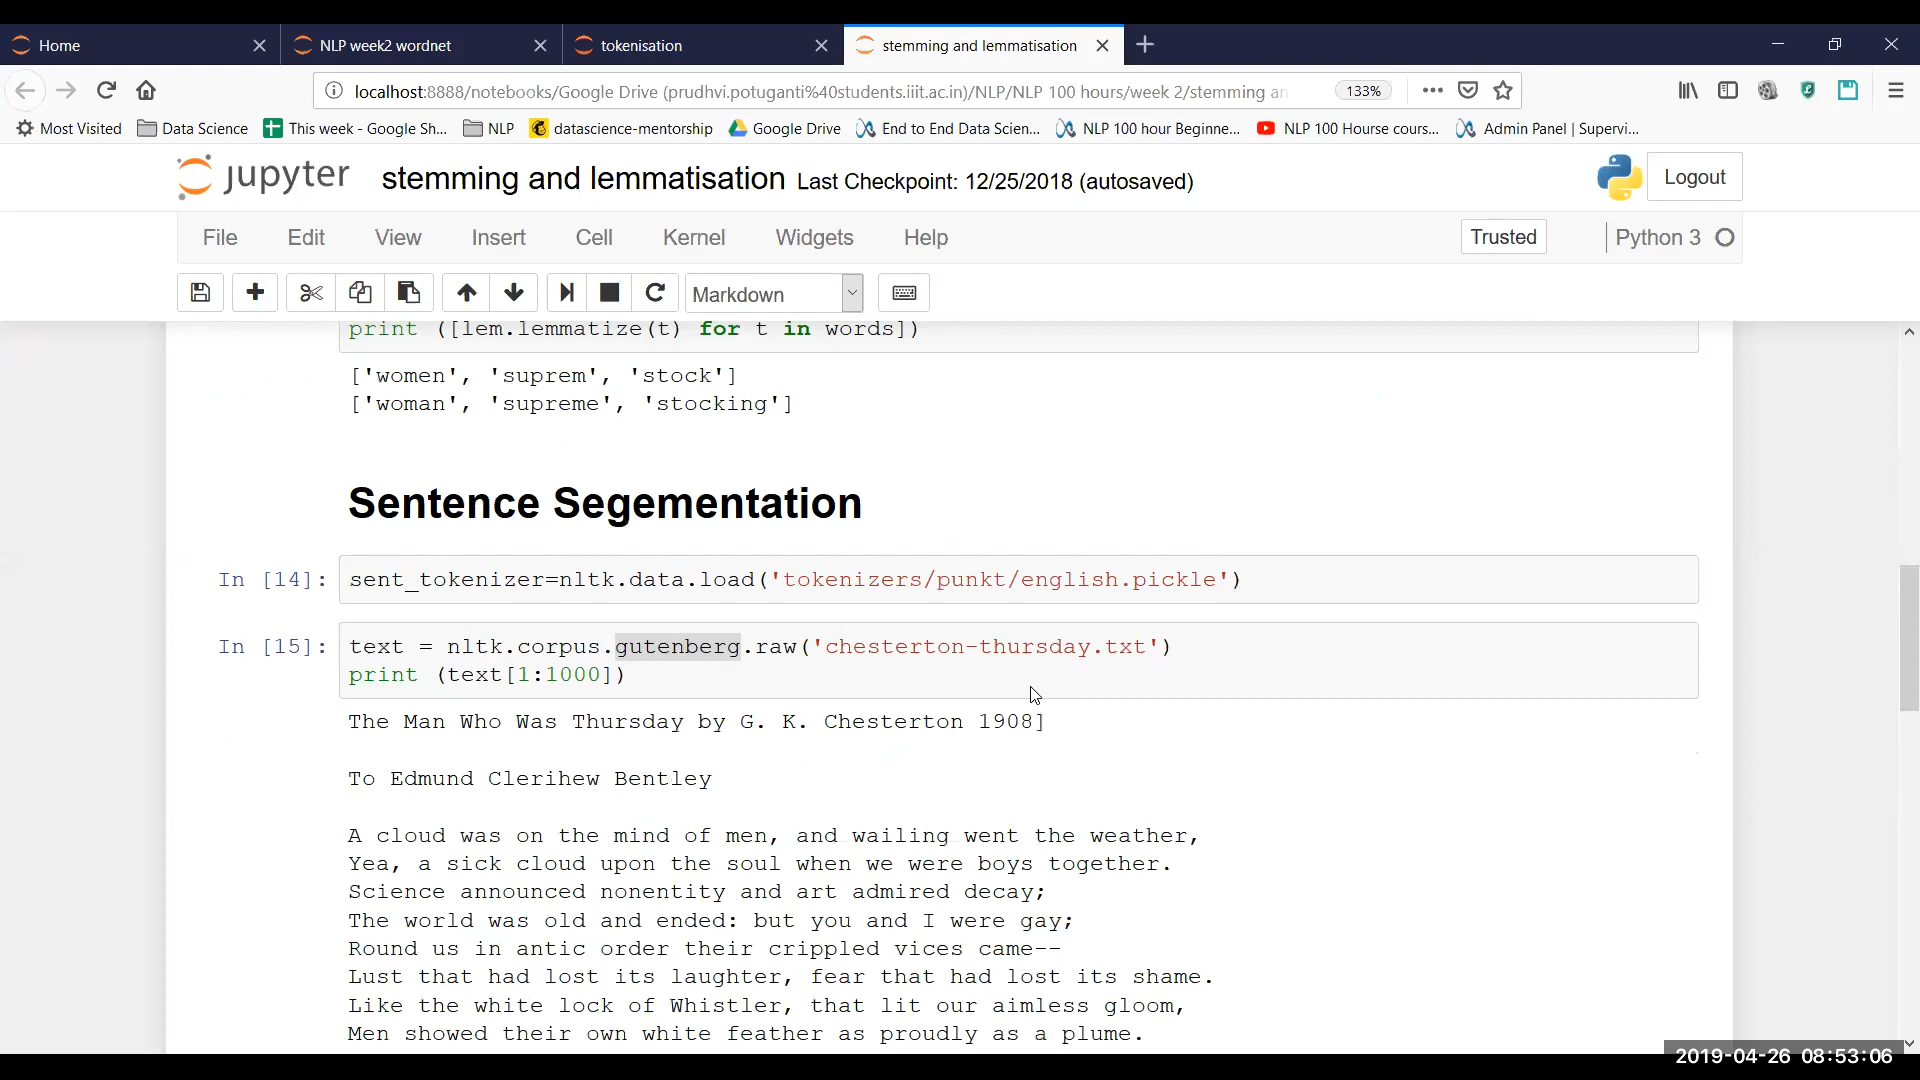 Home
NLP week2 wordnet
tokenisation
stemming and lemmatisation
localhost:8888/notebooks/Google Drive (prudhvi.potuganti%40students.iiit.ac.in)/NLP/NLP 100 hours/week 2/stemming an
133%
Most Visited
Data Science
This week - Google Sh...
NLP
datascience-mentorship
Google Drive
End to End Data Scien...
NLP 100 hour Beginne...
NLP 100 Hourse cours...
Admin Panel | Supervi...
jupyter
stemming and lemmatisation Last Checkpoint: 12/25/2018 (autosaved)
Logout
File Edit View Insert Cell Kernel Widgets Help
Trusted
Python 3
Markdown
print ([lem.lemmatize(t) for t in words])
['women', 'suprem', 'stock']
['woman', 'supreme', 'stocking']
Sentence Segementation
In [14]: sent_tokenizer=nltk.data.load('tokenizers/punkt/english.pickle')
In [15]: text = nltk.corpus.gutenberg.raw('chesterton-thursday.txt')
print (text[1:1000])
The Man Who Was Thursday by G. K. Chesterton 1908]
To Edmund Clerihew Bentley
A cloud was on the mind of men, and wailing went the weather,
Yea, a sick cloud upon the soul when we were boys together.
Science announced nonentity and art admired decay;
The world was old and ended: but you and I were gay;
Round us in antic order their crippled vices came--
Lust that had lost its laughter, fear that had lost its shame.
Like the white lock of Whistler, that lit our aimless gloom,
Men showed their own white feather as proudly as a plume.
2019-04-26 08:53:06